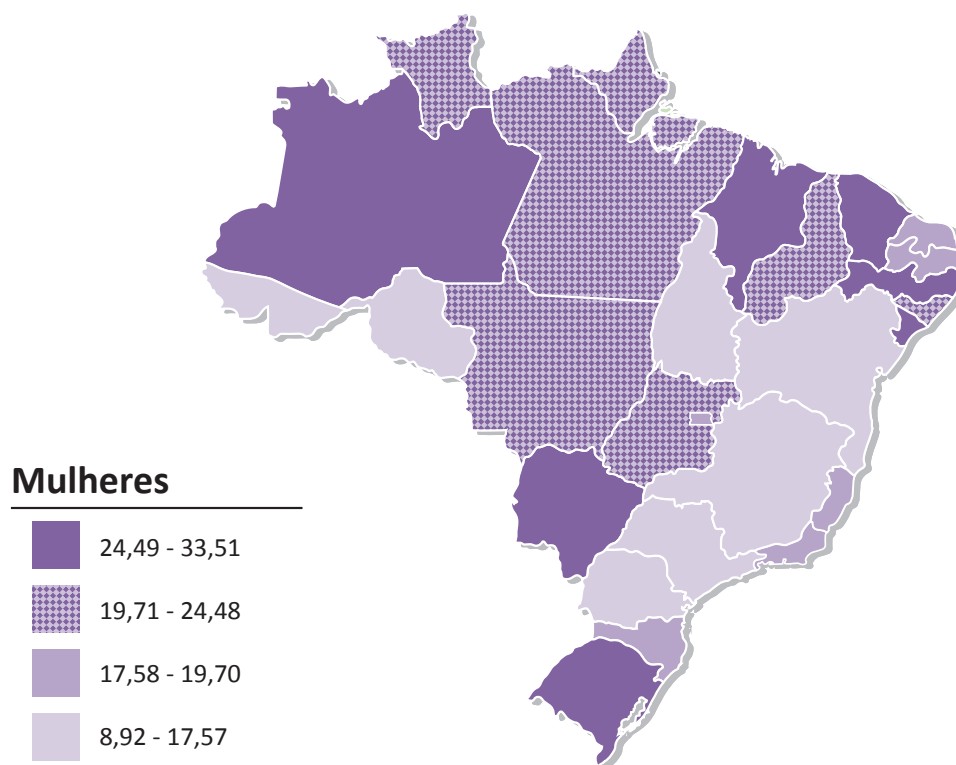 Mulheres
24,49 - 33,51
19,71 - 24,48
17,58 - 19,70
8,92 - 17,57